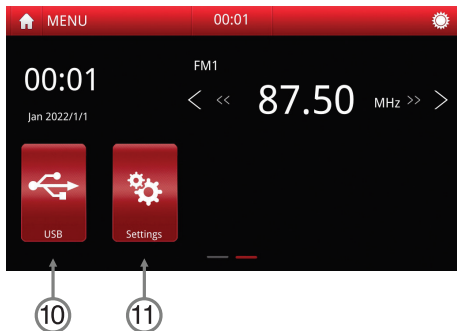 MENU 00:01
00:01
Jan 2022/1/1
FM1
< << 87.50 MHz >> >
USB Settings
10 11